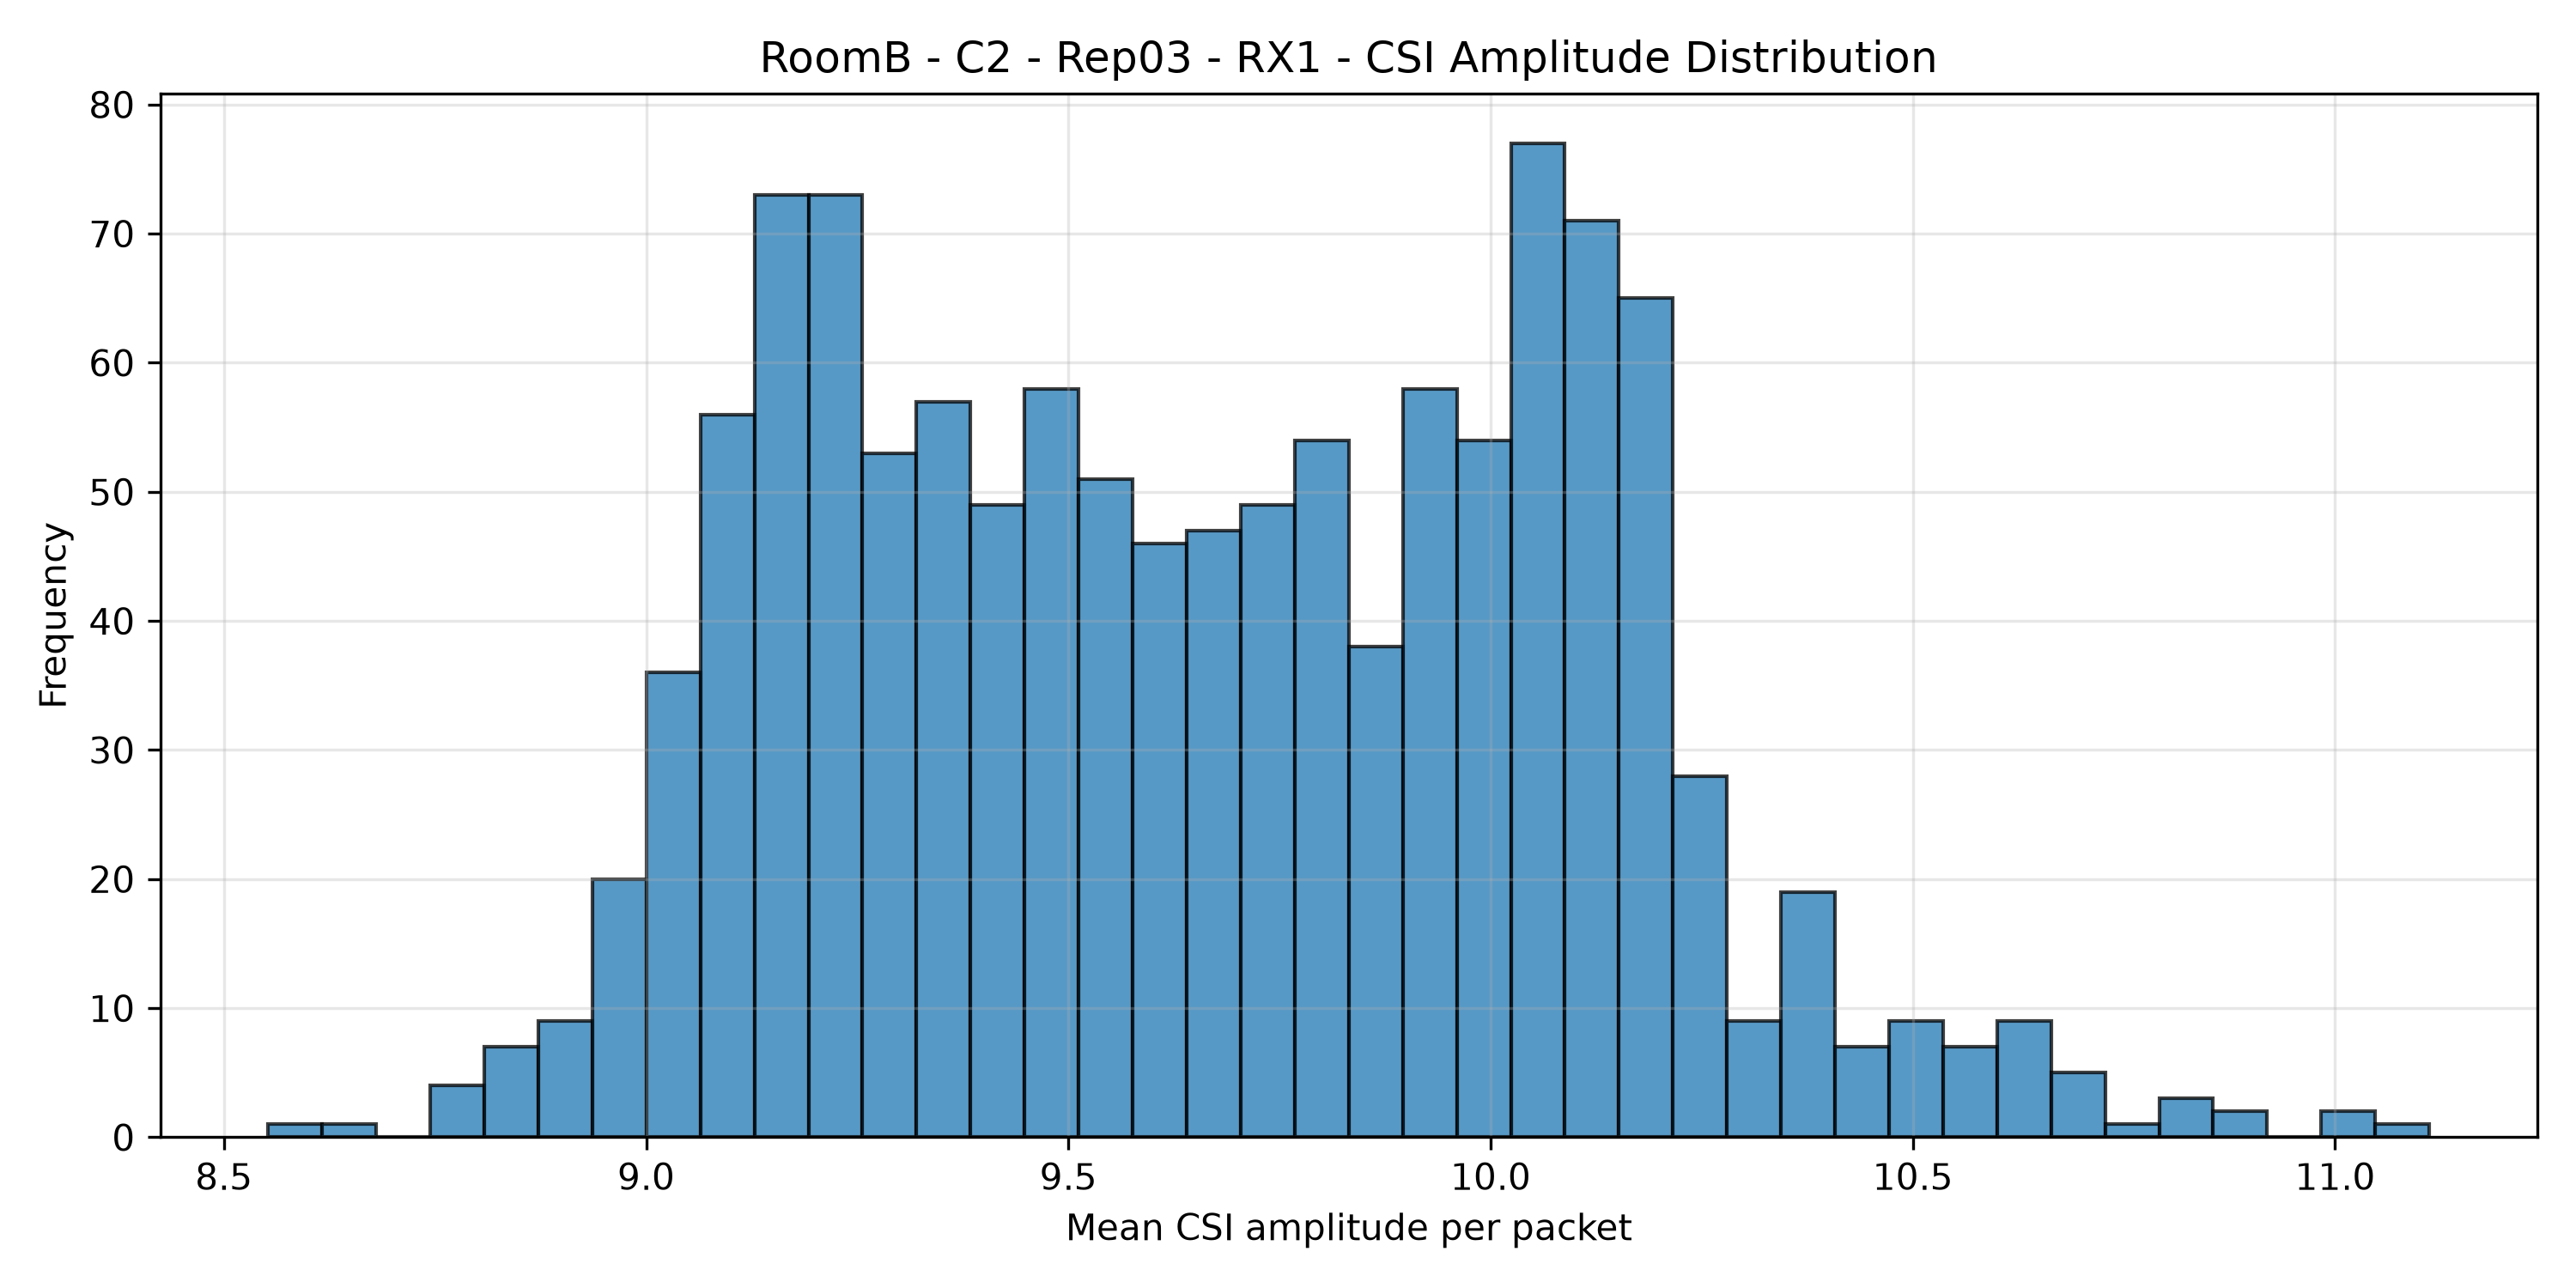 RoomB - C2 - Rep03 - RX1 - CSI Amplitude Distribution
80
70
60
50
40
30
20
10
0
Frequency
8.5 9.0 9.5 10.0 10.5 11.0
Mean CSI amplitude per packet